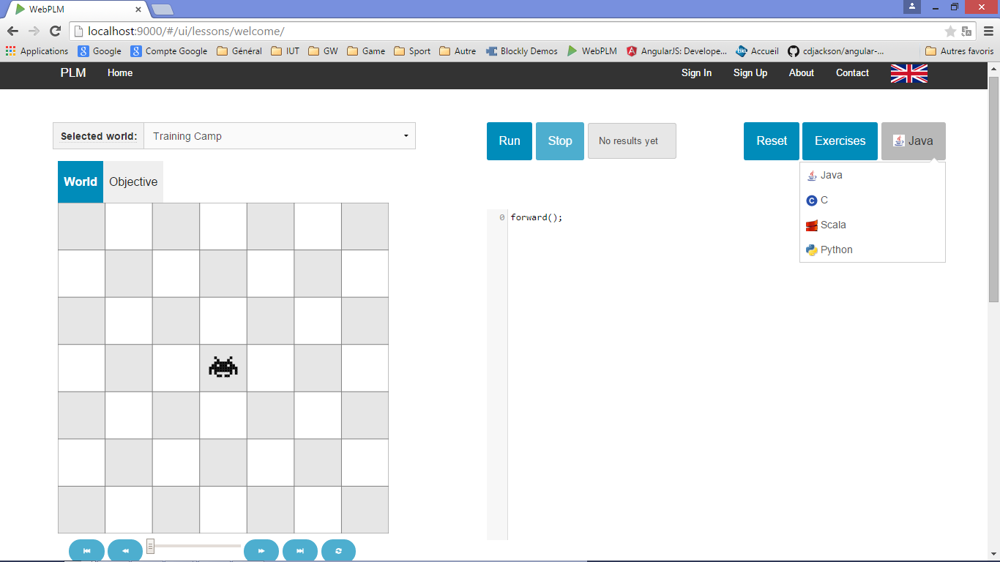 WebPLM
localhost:9000/#/ui/lessons/welcome/
Applications Google Compte Google Général IUT GW Game Sport Autre Blockly Demos WebPLM AngularJS: Develope... Accueil cdjackson/angular-... Autres favoris
PLM Home Sign In Sign Up About Contact
Selected world: Training Camp Run Stop No results yet Reset Exercises Java
World Objective
Java
C
Scala
Python
0 forward();